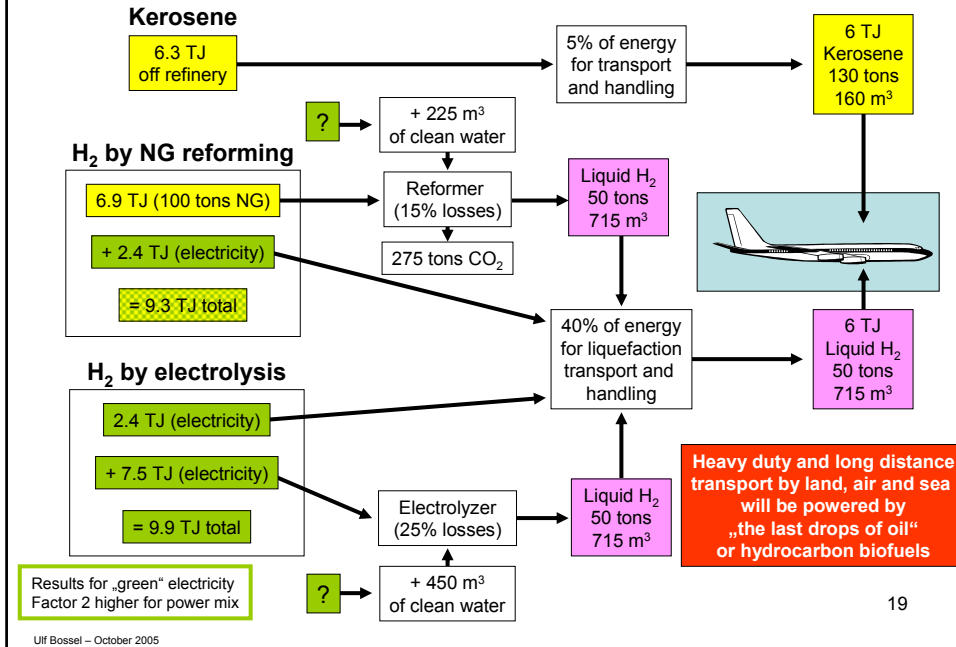 Kerosene
6.3 TJ
off refinery
5% of energy
for transport
and handling
6 TJ
Kerosene
130 tons
160 m³
?
+ 225 m³
of clean water
H₂ by NG reforming
6.9 TJ (100 tons NG)
+ 2.4 TJ (electricity)
= 9.3 TJ total
Reformer
(15% losses)
275 tons CO₂
Liquid H₂
50 tons
715 m³
40% of energy
for liquefaction
transport and
handling
6 TJ
Liquid H₂
50 tons
715 m³
H₂ by electrolysis
2.4 TJ (electricity)
+ 7.5 TJ (electricity)
= 9.9 TJ total
Electrolyzer
(25% losses)
Liquid H₂
50 tons
715 m³
?
+ 450 m³
of clean water
Heavy duty and long distance
transport by land, air and sea
will be powered by
„the last drops of oil“
or hydrocarbon biofuels
Results for „green“ electricity
Factor 2 higher for power mix
19
Ulf Bossel – October 2005